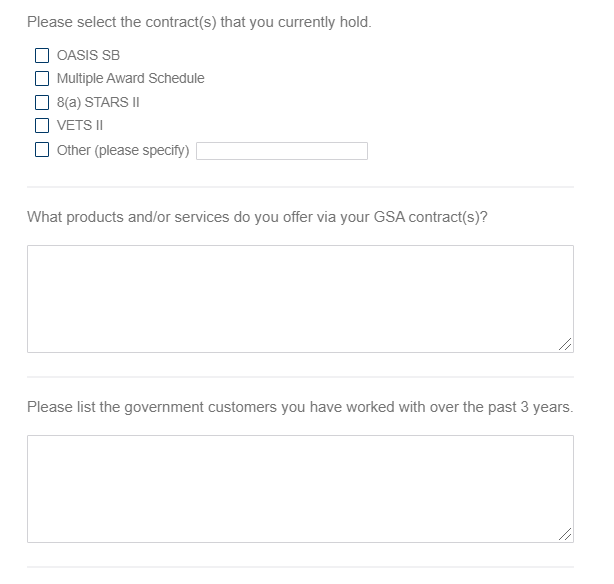 Please select the contract(s) that you currently hold.
OASIS SB
Multiple Award Schedule
8(a) STARS II
VETS II
Other (please specify)
What products and/or services do you offer via your GSA contract(s)?
Please list the government customers you have worked with over the past 3 years.